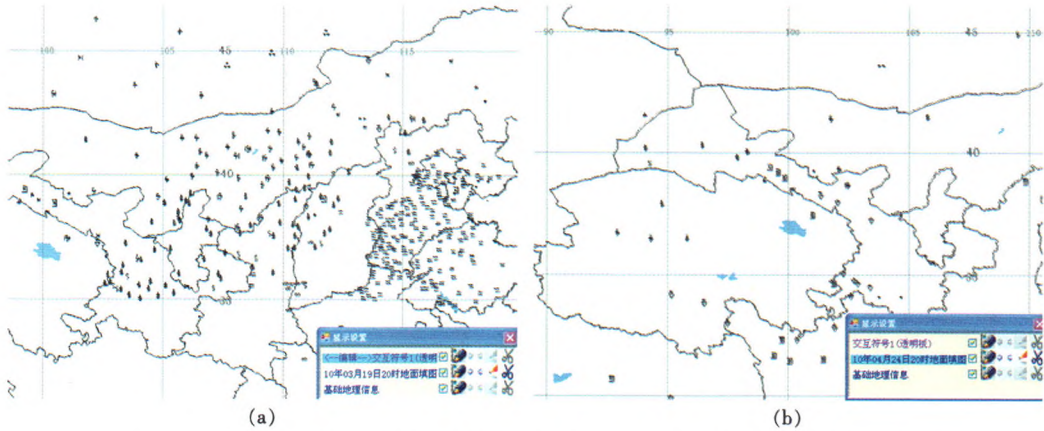 100 105 45 110 115
40
显示设置
<--编辑-->交互符号1(透明
10年03月19日20时地面填图
基础地理信息
(a)
90 95 100 105 45 110
40
显示设置
交互符号1(透明板)
10年04月24日20时地面填图
基础地理信息
(b)